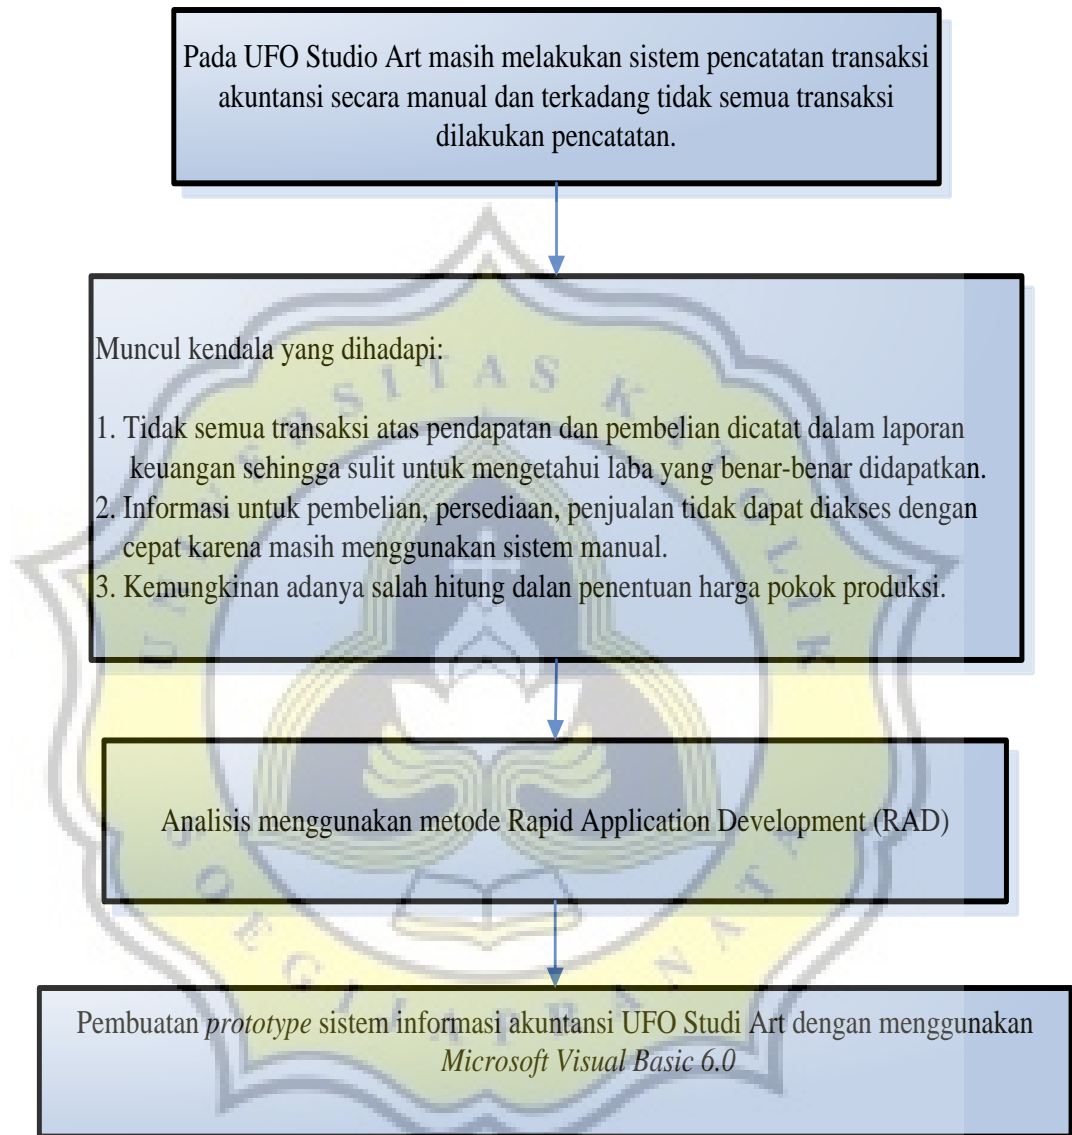 Pada UFO Studio Art masih melakukan sistem pencatatan transaksi
akuntansi secara manual dan terkadang tidak semua transaksi
dilakukan pencatatan.
Muncul kendala yang dihadapi:
1. Tidak semua transaksi atas pendapatan dan pembelian dicatat dalam laporan
keuangan sehingga sulit untuk mengetahui laba yang benar-benar didapatkan.
2. Informasi untuk pembelian, persediaan, penjualan tidak dapat diakses dengan
cepat karena masih menggunakan sistem manual.
3. Kemungkinan adanya salah hitung dalan penentuan harga pokok produksi.
Analisis menggunakan metode Rapid Application Development (RAD)
Pembuatan prototype sistem informasi akuntansi UFO Studi Art dengan menggunakan
Microsoft Visual Basic 6.0
UNIVERSITAS KATOLIK
SOEGIJAPRANATA